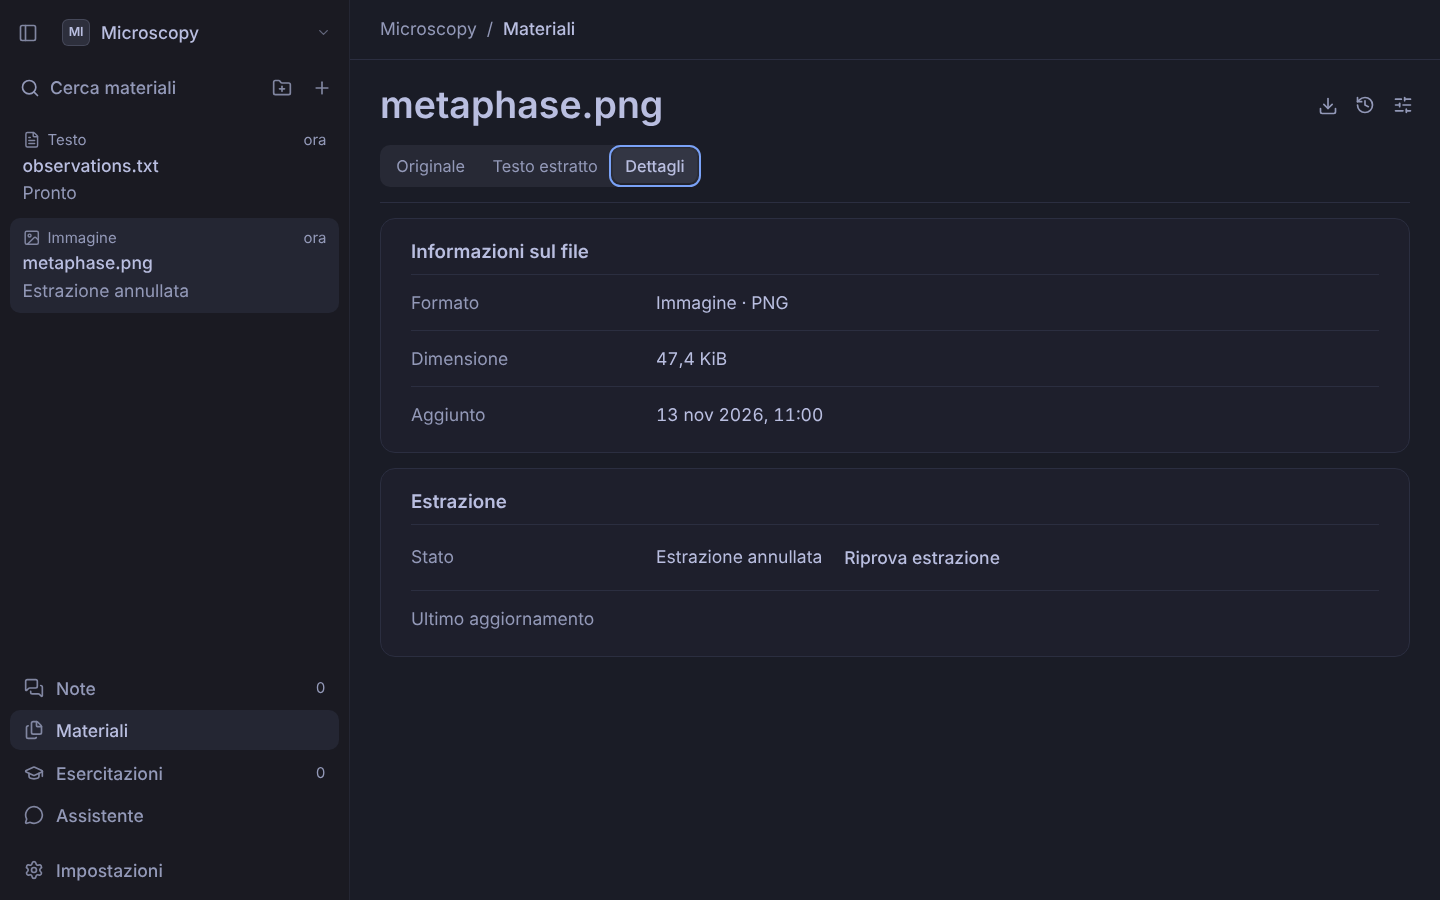 MI Microscopy
Cerca materiali
Testo ora
observations.txt
Pronto
Immagine ora
metaphase.png
Estrazione annullata
Note 0
Materiali
Esercitazioni 0
Assistente
Impostazioni
Microscopy / Materiali
metaphase.png
Originale Testo estratto Dettagli
Informazioni sul file
Formato Immagine · PNG
Dimensione 47,4 KiB
Aggiunto 13 nov 2026, 11:00
Estrazione
Stato Estrazione annullata Riprova estrazione
Ultimo aggiornamento